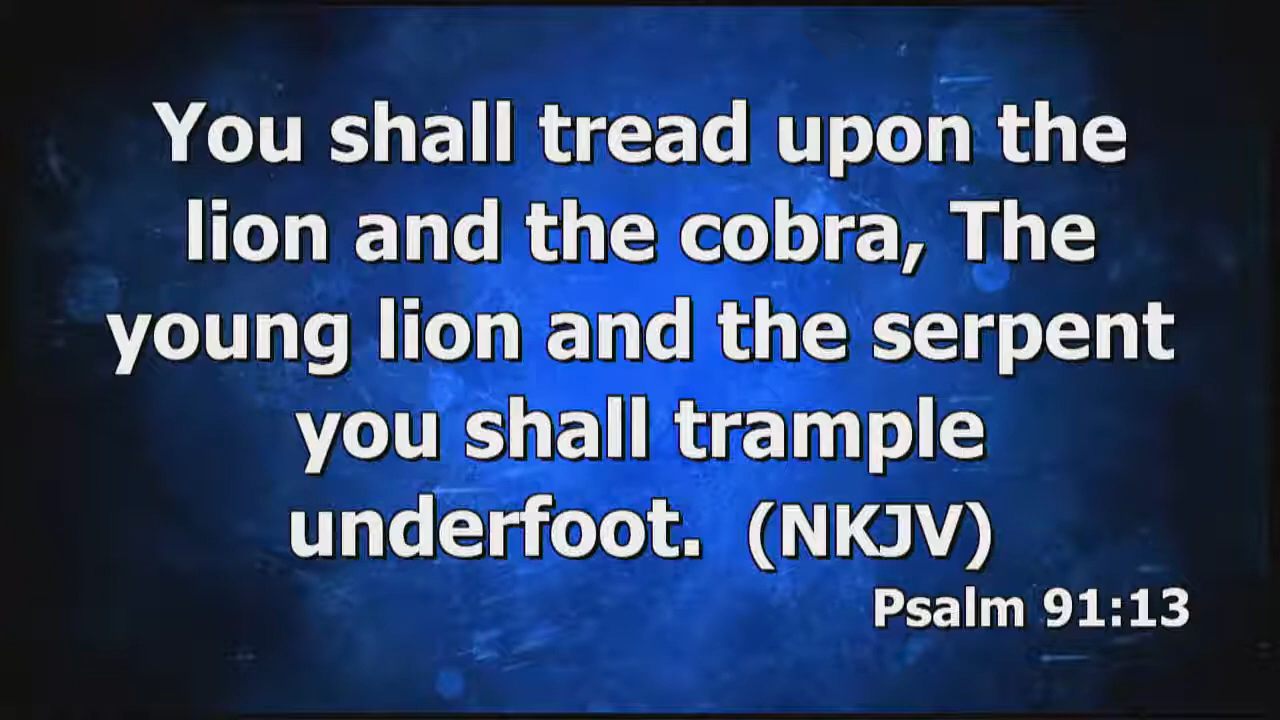 You shall tread upon the
lion and the cobra, The
young lion and the serpent
you shall trample
underfoot.  (NKJV)
Psalm 91:13